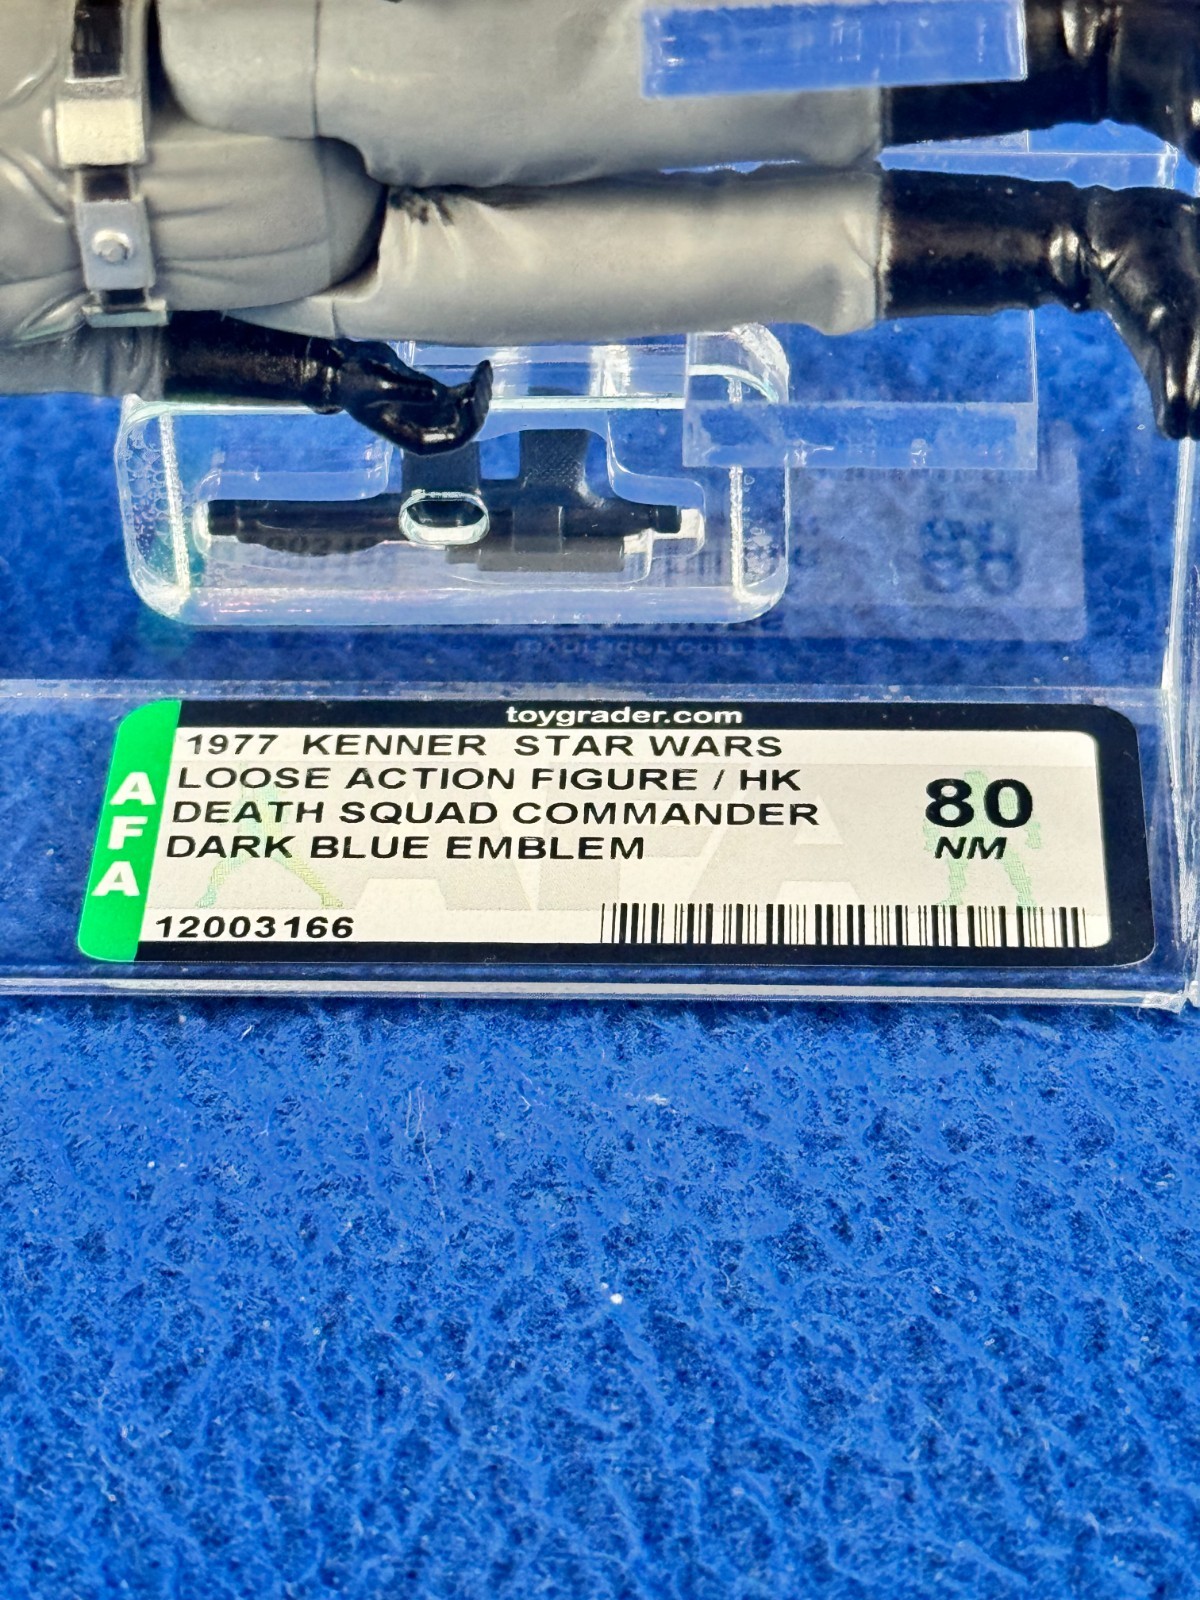 toygrader.com
1977 KENNER STAR WARS
LOOSE ACTION FIGURE / HK
DEATH SQUAD COMMANDER
DARK BLUE EMBLEM
80
NM
AFA
12003166